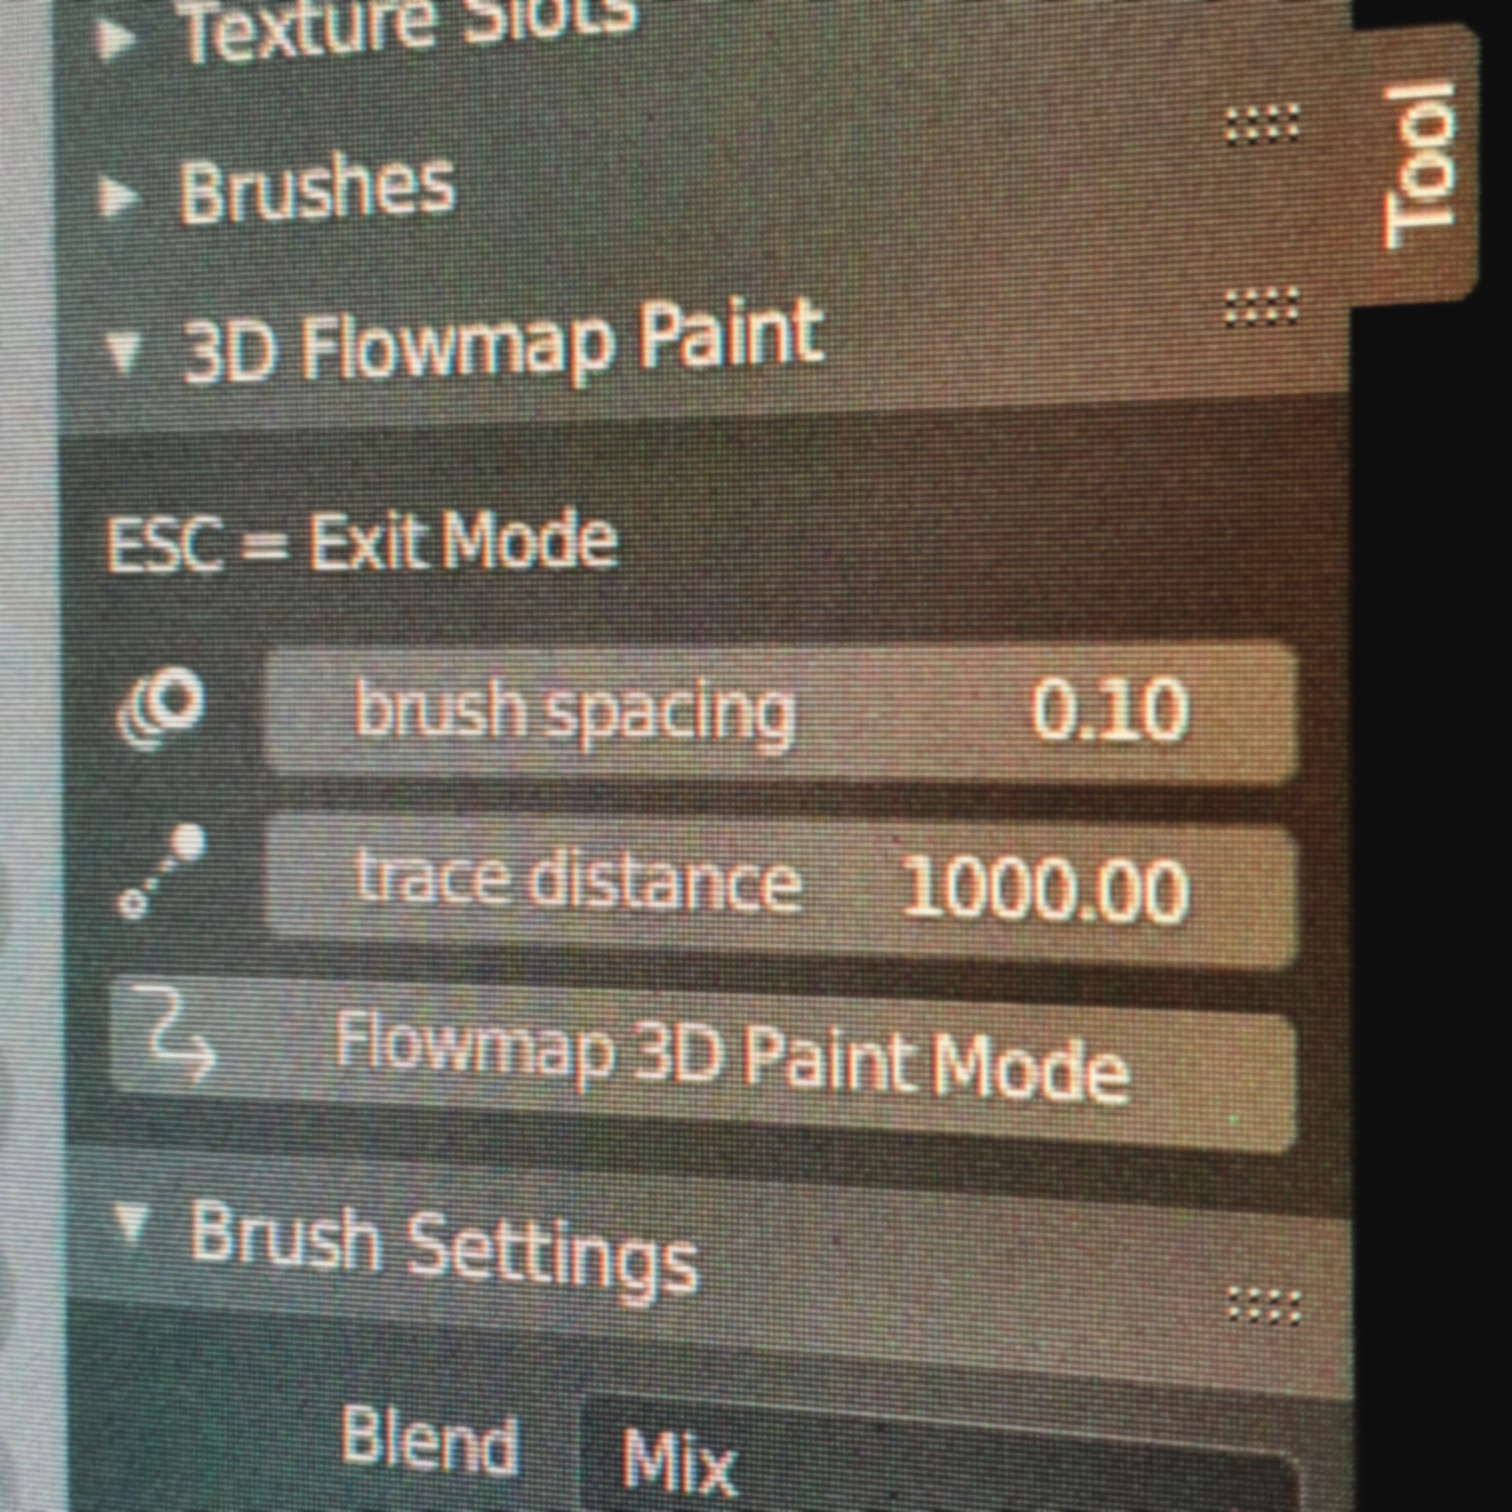 Texture Slots
Brushes
Tool
3D Flowmap Paint
ESC = Exit Mode
brush spacing 0.10
trace distance 1000.00
Flowmap 3D Paint Mode
Brush Settings
Blend Mix